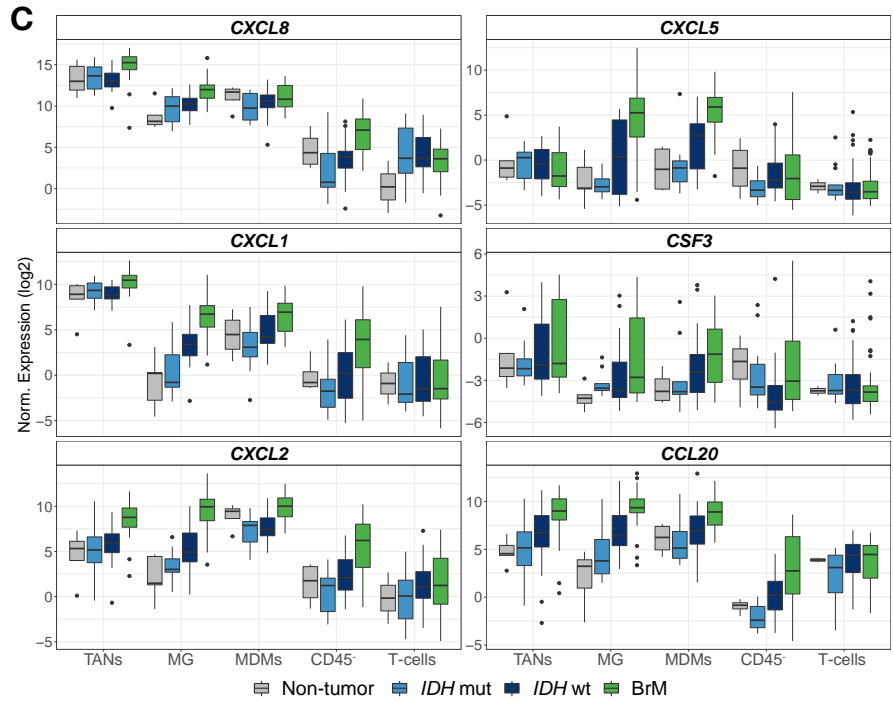 C
CXCL8
CXCL5
15
10
5
0
10
5
0
−5
CXCL1
CSF3
Norm. Expression (log2)
10
5
0
−5
6
3
0
−3
−6
CXCL2
CCL20
10
5
0
−5
10
5
0
−5
TANs MG MDMs CD45⁻ T-cells
TANs MG MDMs CD45⁻ T-cells
Non-tumor IDH mut IDH wt BrM